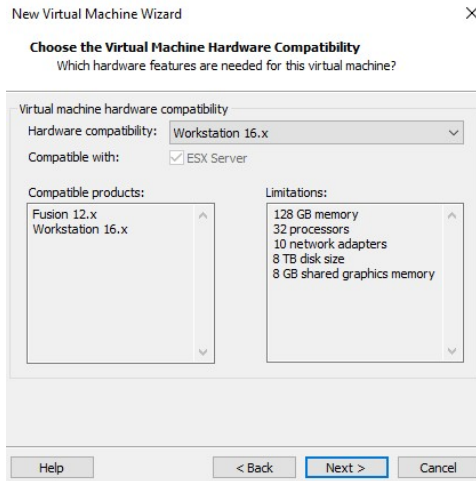 New Virtual Machine Wizard
Choose the Virtual Machine Hardware Compatibility
Which hardware features are needed for this virtual machine?
Virtual machine hardware compatibility
Hardware compatibility: Workstation 16.x
Compatible with: ESX Server
Compatible products:
Fusion 12.x
Workstation 16.x
Limitations:
128 GB memory
32 processors
10 network adapters
8 TB disk size
8 GB shared graphics memory
Help < Back Next > Cancel